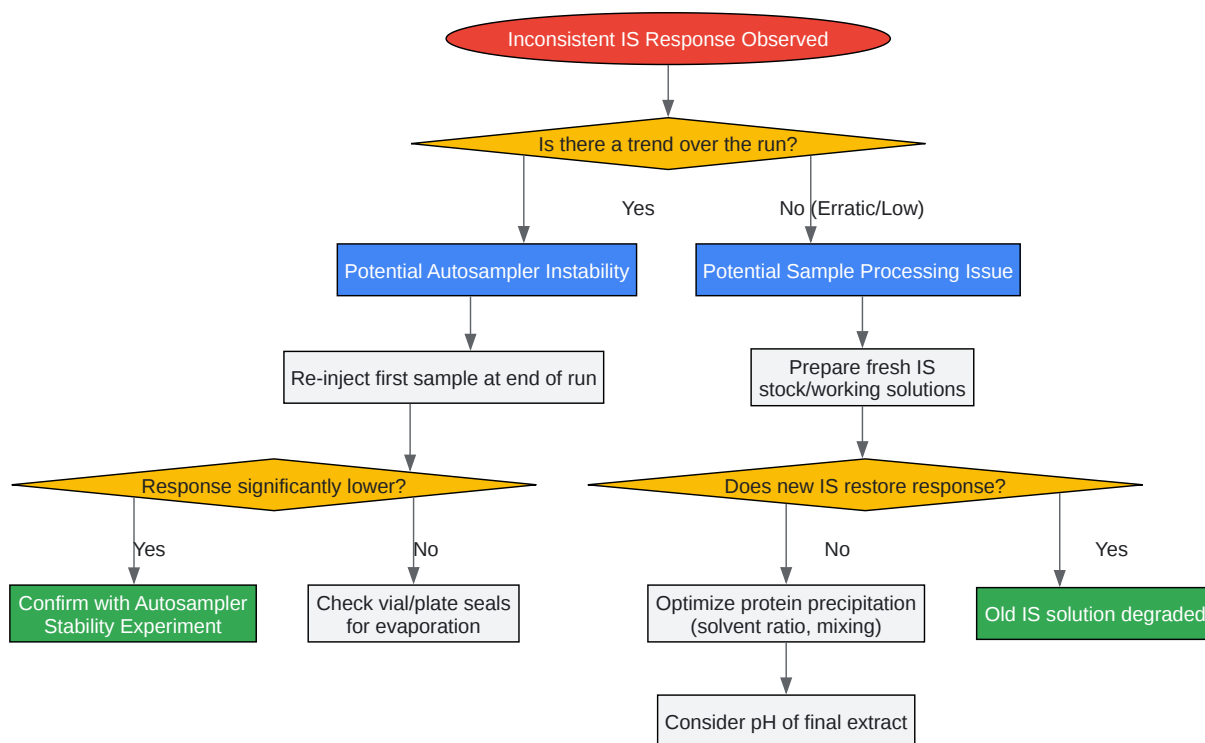 Inconsistent IS Response Observed
Is there a trend over the run?
Yes
No (Erratic/Low)
Potential Autosampler Instability
Potential Sample Processing Issue
Re-inject first sample at end of run
Prepare fresh IS
stock/working solutions
Response significantly lower?
Does new IS restore response?
Yes
No
No
Yes
Confirm with Autosampler
Stability Experiment
Check vial/plate seals
for evaporation
Optimize protein precipitation
(solvent ratio, mixing)
Old IS solution degraded
Consider pH of final extract